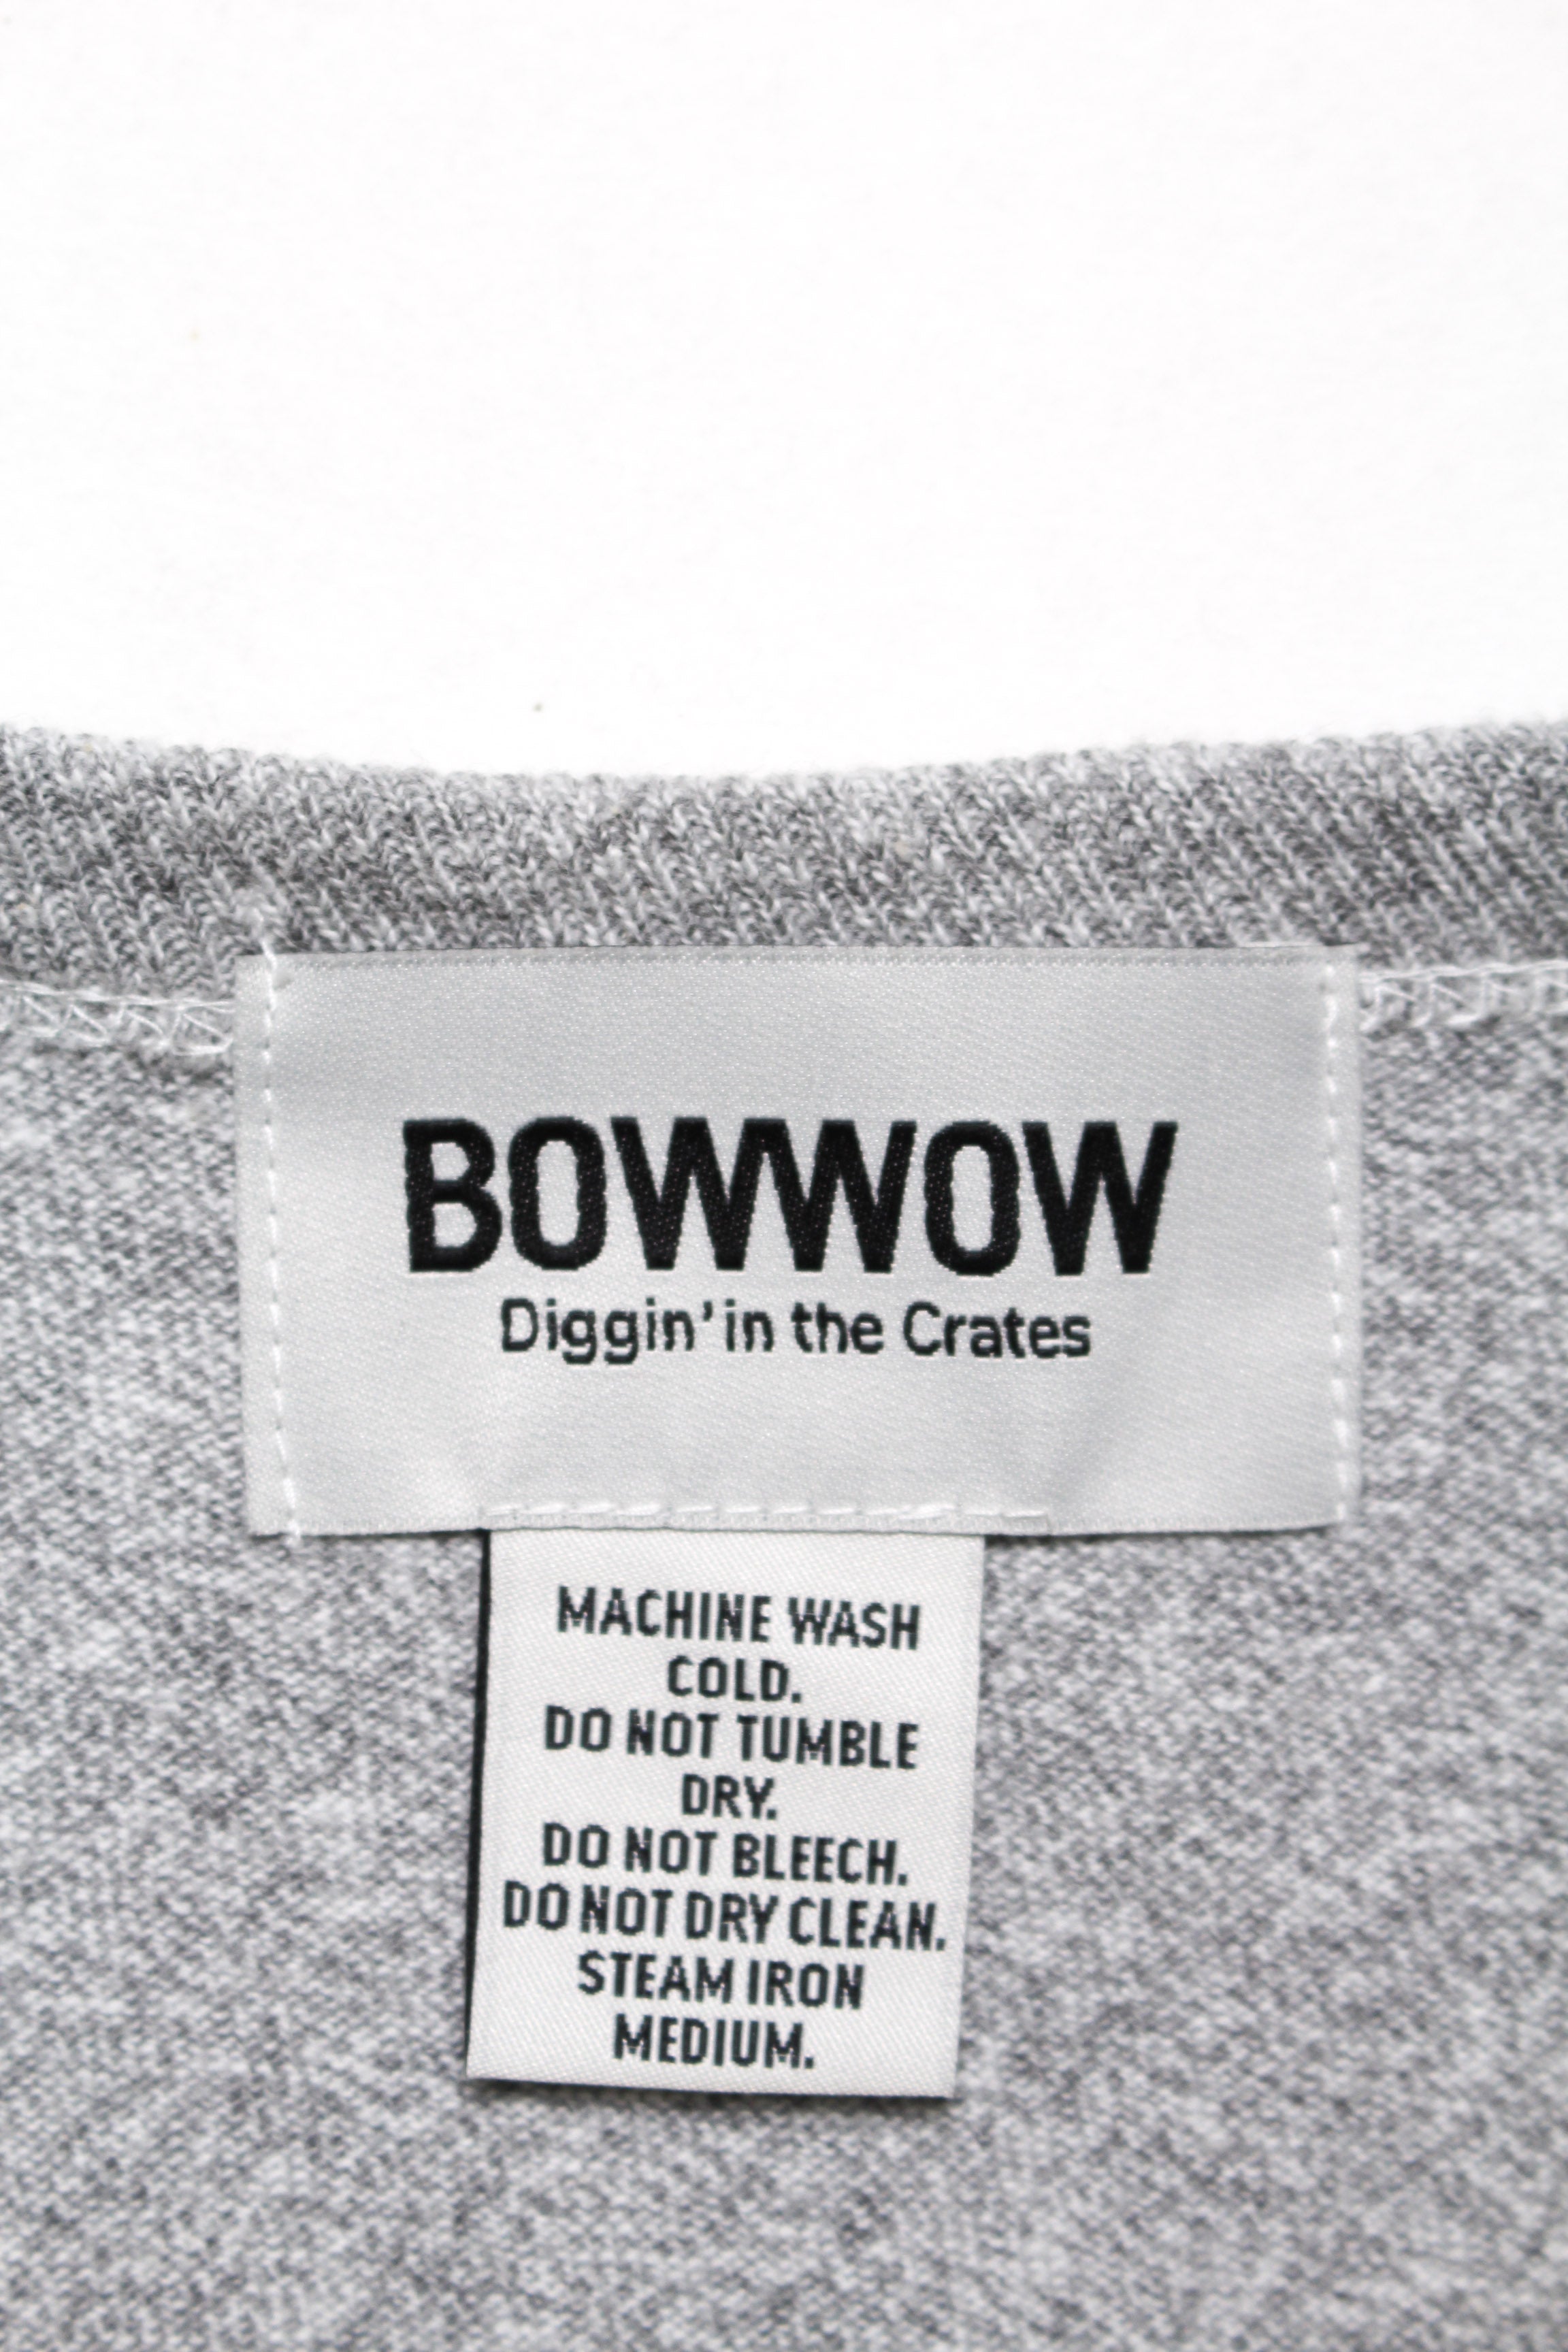 BOWWOW
Diggin' in the Crates
MACHINE WASH
COLD.
DO NOT TUMBLE
DRY.
DO NOT BLEECH.
DO NOT DRY CLEAN.
STEAM IRON
MEDIUM.